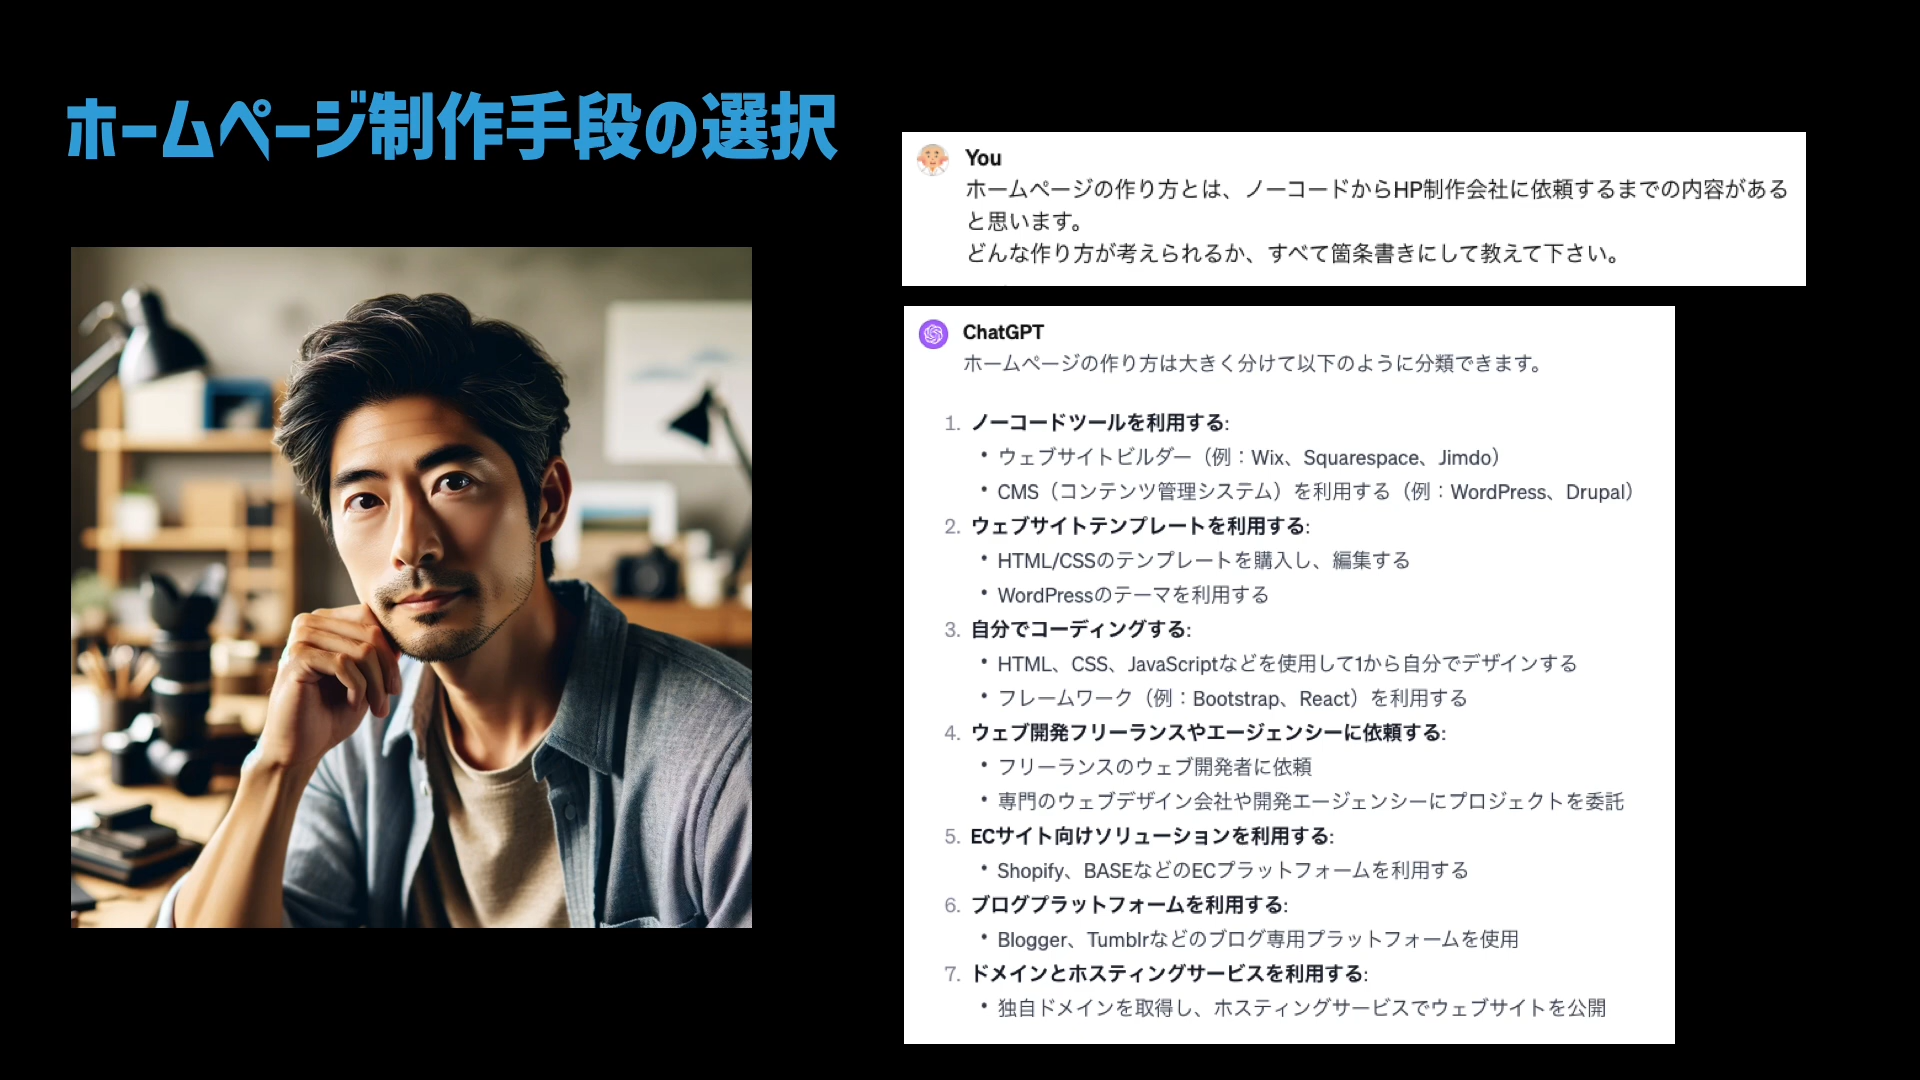 ホームページ制作手段の選択
You
ホームページの作り方とは、ノーコードからHP制作会社に依頼するまでの内容がある
と思います。
どんな作り方が考えられるか、すべて箇条書きにして教えて下さい。
ChatGPT
ホームページの作り方は大きく分けて以下のように分類できます。
1. ノーコードツールを利用する:
• ウェブサイトビルダー（例：Wix、Squarespace、Jimdo）
• CMS（コンテンツ管理システム）を利用する（例：WordPress、Drupal）
2. ウェブサイトテンプレートを利用する:
• HTML/CSSのテンプレートを購入し、編集する
• WordPressのテーマを利用する
3. 自分でコーディングする:
• HTML、CSS、JavaScriptなどを使用して1から自分でデザインする
• フレームワーク（例：Bootstrap、React）を利用する
4. ウェブ開発フリーランスやエージェンシーに依頼する:
• フリーランスのウェブ開発者に依頼
• 専門のウェブデザイン会社や開発エージェンシーにプロジェクトを委託
5. ECサイト向けソリューションを利用する:
• Shopify、BASEなどのECプラットフォームを利用する
6. ブログプラットフォームを利用する:
• Blogger、Tumblrなどのブログ専用プラットフォームを使用
7. ドメインとホスティングサービスを利用する:
• 独自ドメインを取得し、ホスティングサービスでウェブサイトを公開